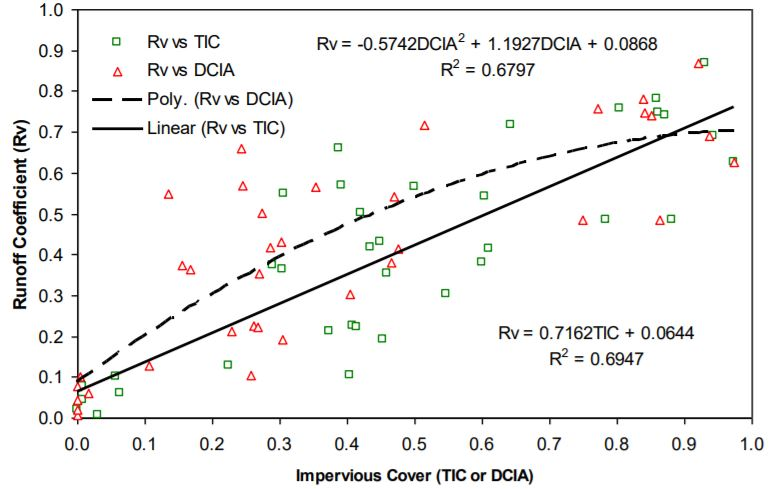 1.0
0.9
0.8
0.7
0.6
0.5
0.4
0.3
0.2
0.1
0.0
Runoff Coefficient (Rv)
Rv vs TIC
Rv vs DCIA
Poly. (Rv vs DCIA)
Linear (Rv vs TIC)
Rv = -0.5742DCIA² + 1.1927DCIA + 0.0868
R² = 0.6797
Rv = 0.7162TIC + 0.0644
R² = 0.6947
0.0 0.1 0.2 0.3 0.4 0.5 0.6 0.7 0.8 0.9 1.0
Impervious Cover (TIC or DCIA)